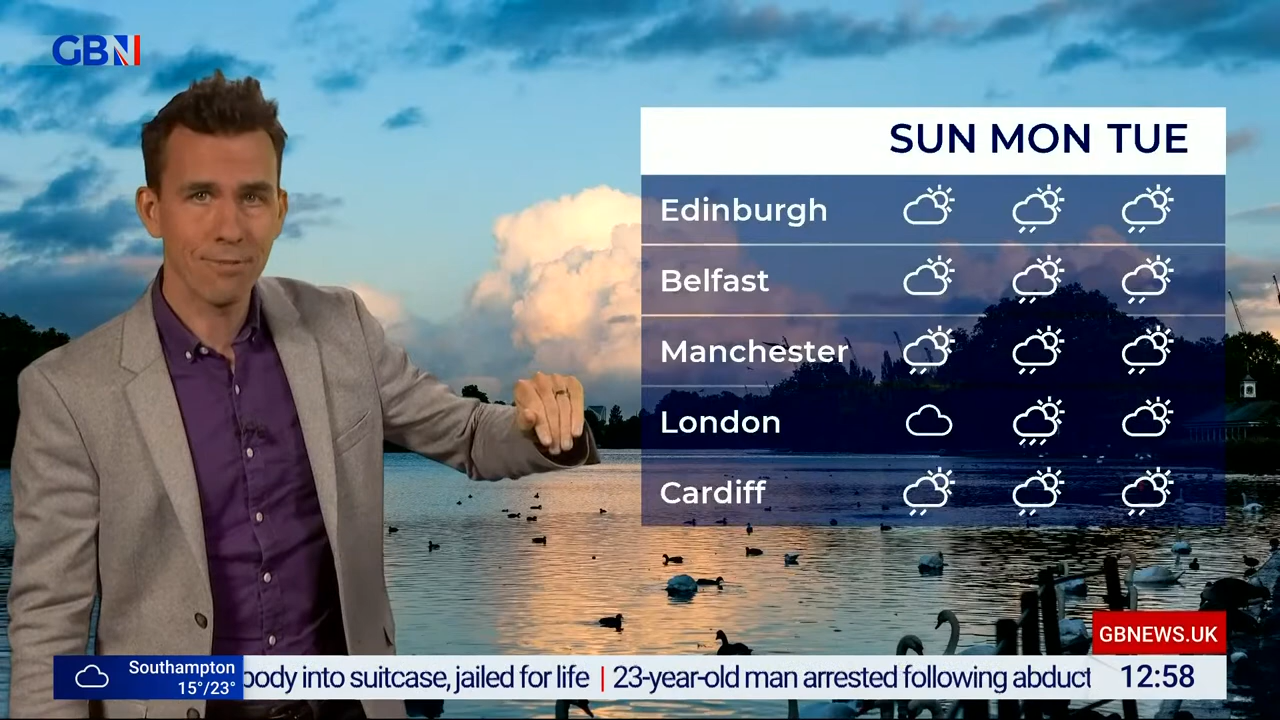 GBN
SUN MON TUE
Edinburgh
Belfast
Manchester
London
Cardiff
GBNEWS.UK
Southampton
15°/23°
body into suitcase, jailed for life | 23-year-old man arrested following abduct
12:58